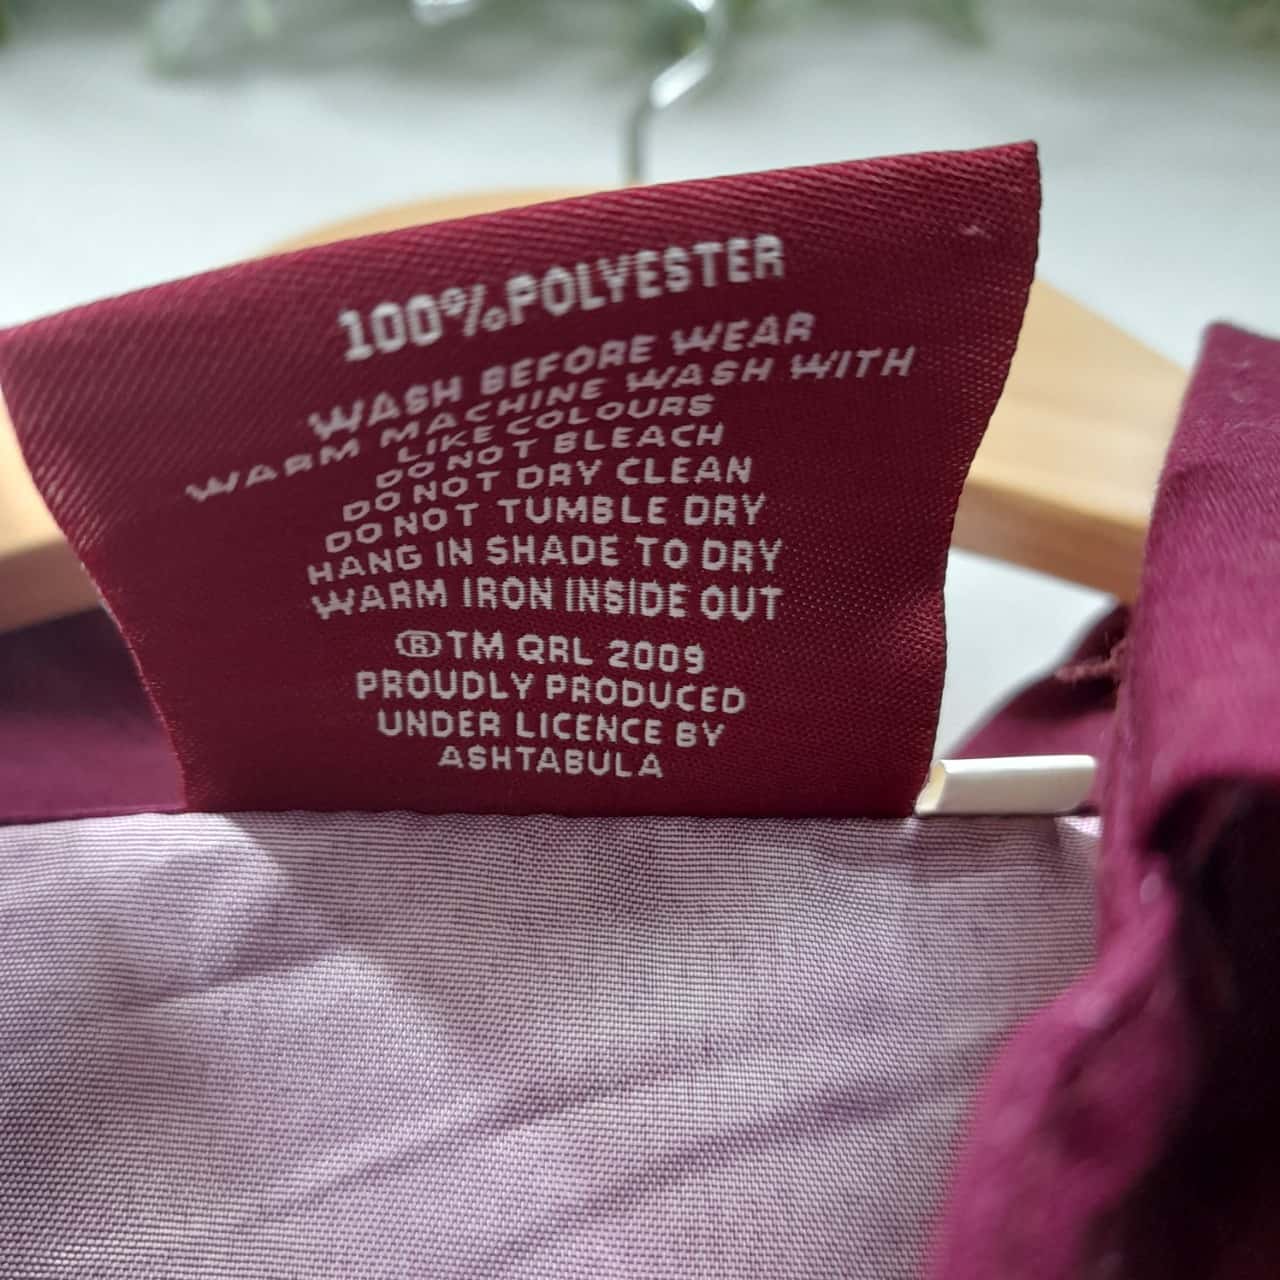 100% POLYESTER
WASH BEFORE WEAR
WARM MACHINE WASH WITH
LIKE COLOURS
DO NOT BLEACH
DO NOT DRY CLEAN
DO NOT TUMBLE DRY
HANG IN SHADE TO DRY
WARM IRON INSIDE OUT
®TM QRL 2009
PROUDLY PRODUCED
UNDER LICENCE BY
ASHTABULA